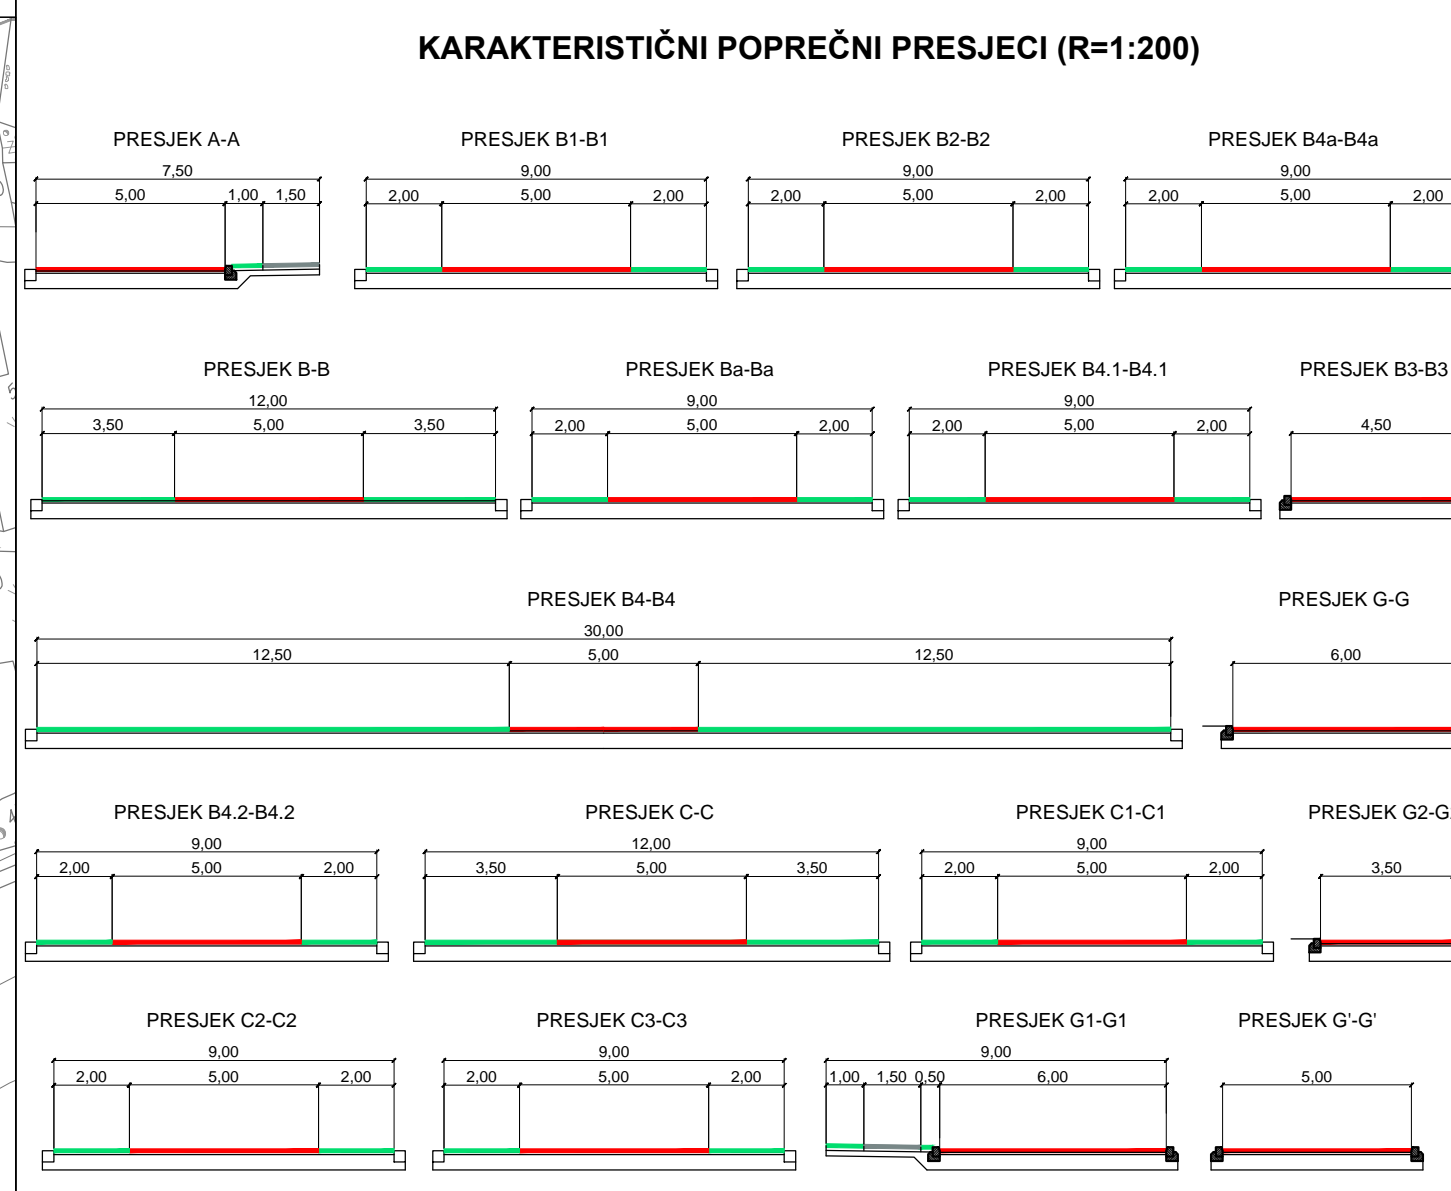 KARAKTERISTIČNI POPREČNI PRESJECI (R=1:200)
PRESJEK A-A
7,50
5,00 1,00 1,50
PRESJEK B1-B1
9,00
2,00 5,00 2,00
PRESJEK B2-B2
9,00
2,00 5,00 2,00
PRESJEK B4a-B4a
9,00
2,00 5,00 2,00
PRESJEK B-B
12,00
3,50 5,00 3,50
PRESJEK Ba-Ba
9,00
2,00 5,00 2,00
PRESJEK B4.1-B4.1
9,00
2,00 5,00 2,00
PRESJEK B3-B3
4,50
PRESJEK B4-B4
30,00
12,50 5,00 12,50
PRESJEK G-G
6,00
PRESJEK B4.2-B4.2
9,00
2,00 5,00 2,00
PRESJEK C-C
12,00
3,50 5,00 3,50
PRESJEK C1-C1
9,00
2,00 5,00 2,00
PRESJEK G2-G
3,50
PRESJEK C2-C2
9,00
2,00 5,00 2,00
PRESJEK C3-C3
9,00
2,00 5,00 2,00
PRESJEK G1-G1
9,00
1,00 1,50 0,50 6,00
PRESJEK G'-G'
5,00